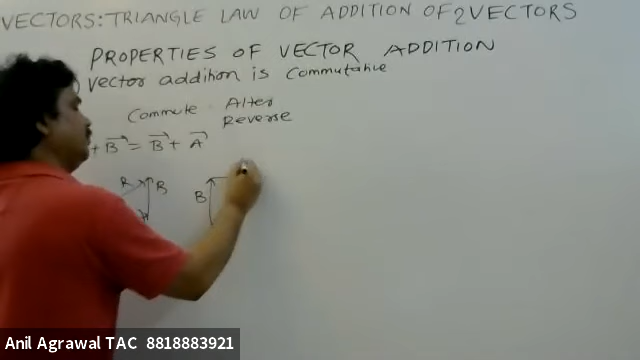 VECTORS: TRIANGLE LAW OF ADDITION OF 2 VECTORS
PROPERTIES OF VECTOR ADDITION
vector addition is commutative
Commute Alter
Reverse
+ B = B + A
R B B
Anil Agrawal TAC 8818883921